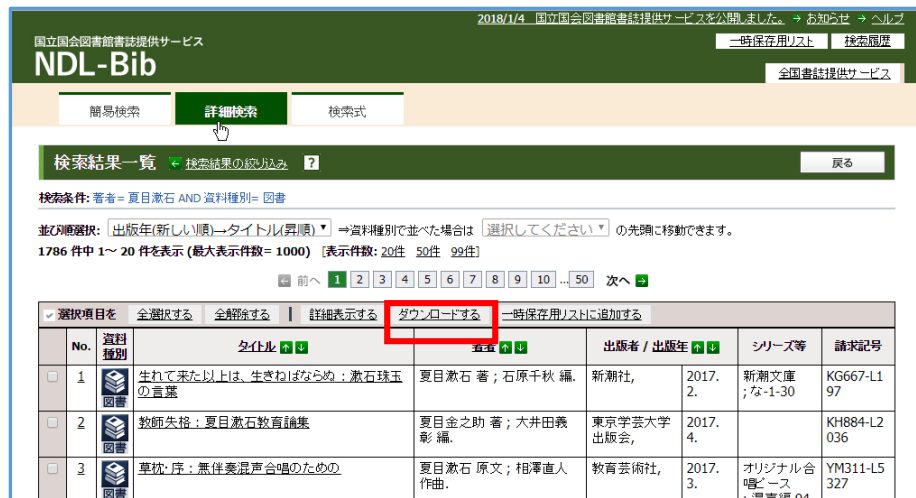 2018/1/4 国立国会図書館書誌提供サービスを公開しました。 → お知らせ → ヘルプ
国立国会図書館書誌提供サービス
一時保存用リスト 検索履歴
NDL-Bib
全国書誌提供サービス
簡易検索 詳細検索 検索式
検索結果一覧 検索結果の絞り込み ? 戻る
検索条件: 著者= 夏目漱石 AND 資料種別= 図書
並び順選択: 出版年(新しい順)→タイトル(昇順) ⇒資料種別で並べた場合は 選択してください の先頭に移動できます。
1786 件中 1～ 20 件を表示 (最大表示件数= 1000) [表示件数: 20件 50件 99件]
前へ 1 2 3 4 5 6 7 8 9 10 ... 50 次へ
選択項目を 全選択する 全解除する | 詳細表示する ダウンロードする 一時保存用リストに追加する
No. 資料種別 タイトル 著者 出版者 / 出版年 シリーズ等 請求記号
1 図書 生れて来た以上は、生きねばならぬ : 漱石珠玉の言葉 夏目漱石 著 ; 石原千秋 編. 新潮社, 2017.2. 新潮文庫 ; な-1-30 KG667-L197
2 図書 教師失格 : 夏目漱石教育論集 夏目金之助 著 ; 大井田義彰 編. 東京学芸大学出版会, 2017.4. KH884-L2036
3 図書 草枕・序 : 無伴奏混声合唱のための 夏目漱石 原文 ; 相澤直人 作曲. 教育芸術社, 2017.3. オリジナル合唱ピース YM311-L5327